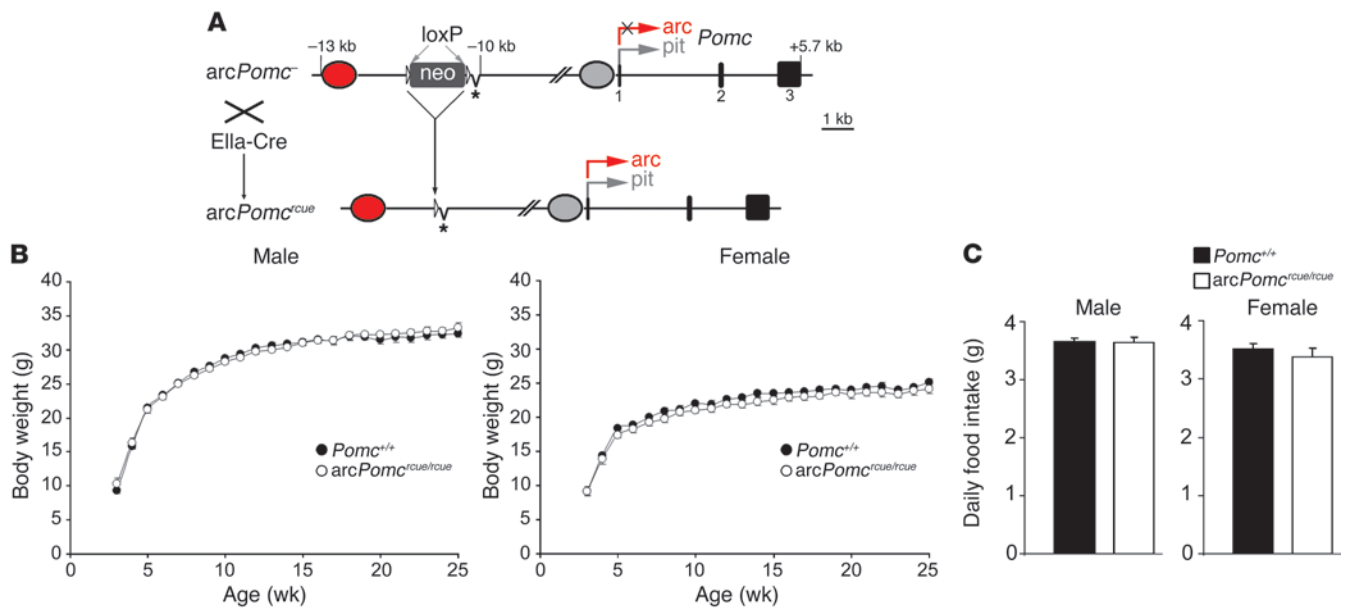 A
loxP
–13 kb
–10 kb
arc
pit
Pomc
+5.7 kb
arcPomc–
neo
*
1
2
3
1 kb
Ella-Cre
arc
pit
arcPomcrcue
*
B
Male
Body weight (g)
40
35
30
25
20
15
10
5
0
0 5 10 15 20 25
Age (wk)
Pomc+/+
arcPomcrcue/rcue
Female
Body weight (g)
40
35
30
25
20
15
10
5
0
0 5 10 15 20 25
Age (wk)
Pomc+/+
arcPomcrcue/rcue
C
Pomc+/+
arcPomcrcue/rcue
Male
Daily food intake (g)
4
3
2
1
0
Female
4
3
2
1
0